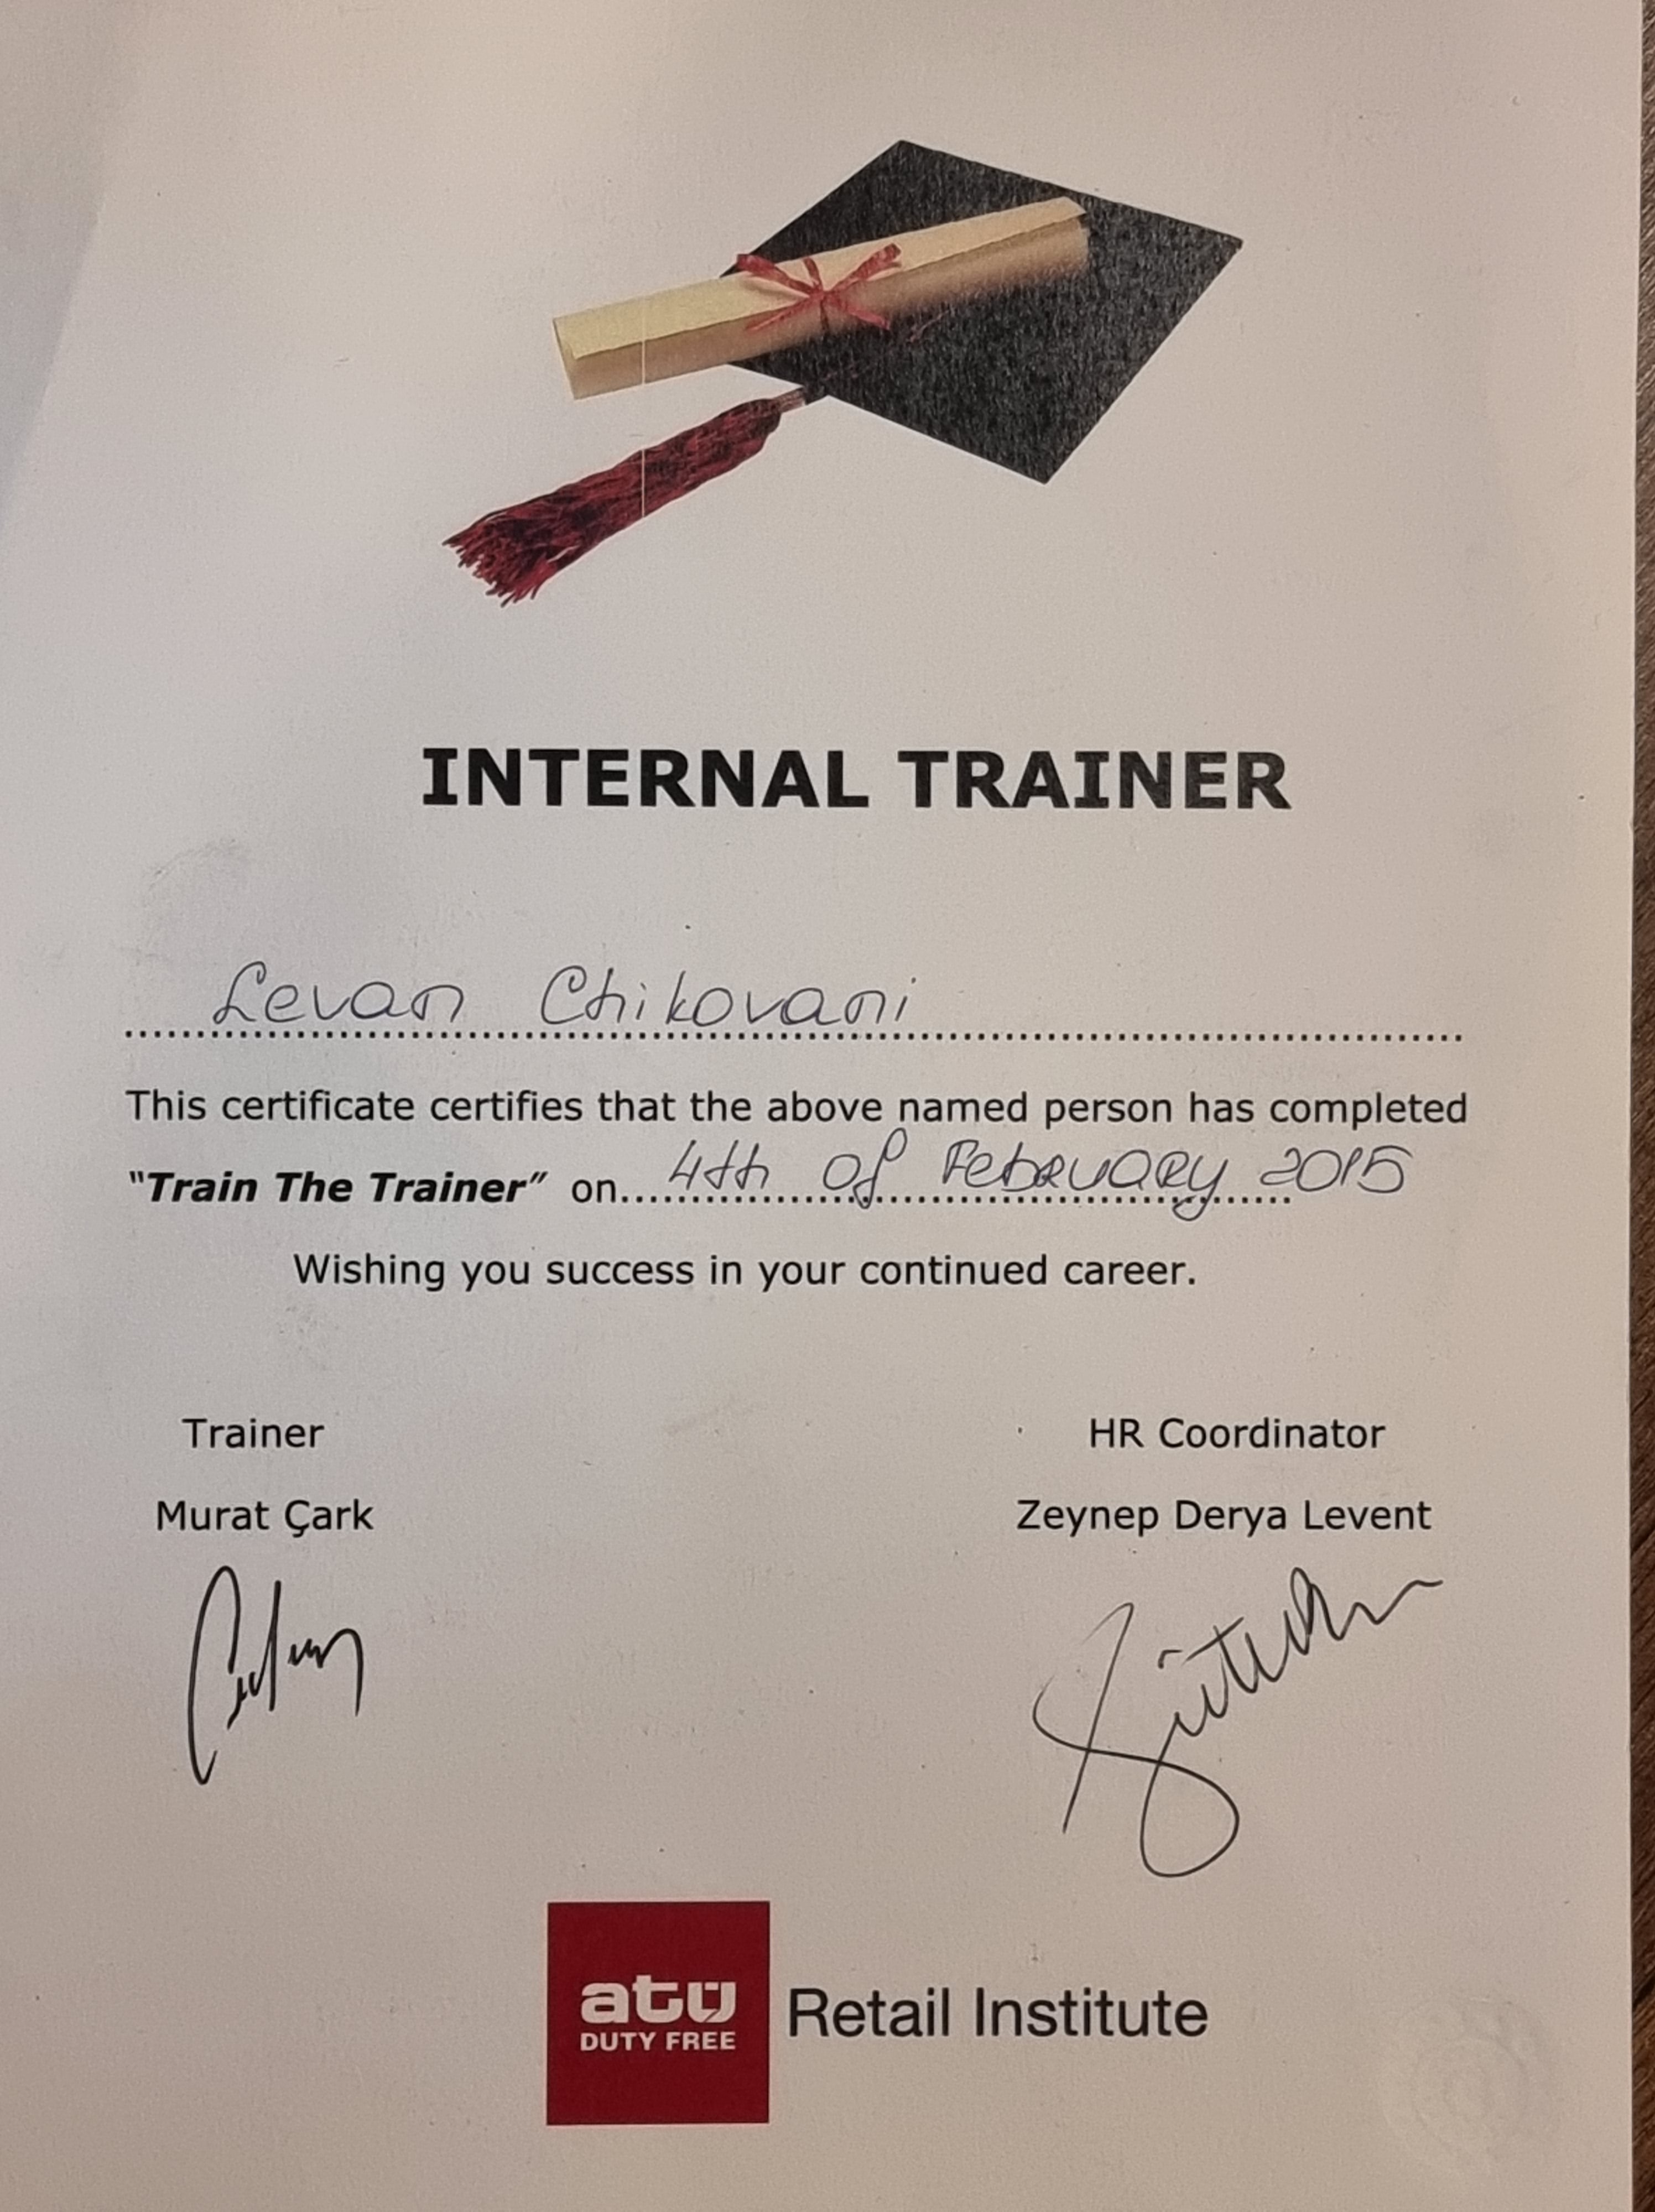 INTERNAL TRAINER
Levan Chikovani
This certificate certifies that the above named person has completed
“Train The Trainer” on.....4th of February 2015
Wishing you success in your continued career.
Trainer HR Coordinator
Murat Çark Zeynep Derya Levent
atü
DUTY FREE
Retail Institute